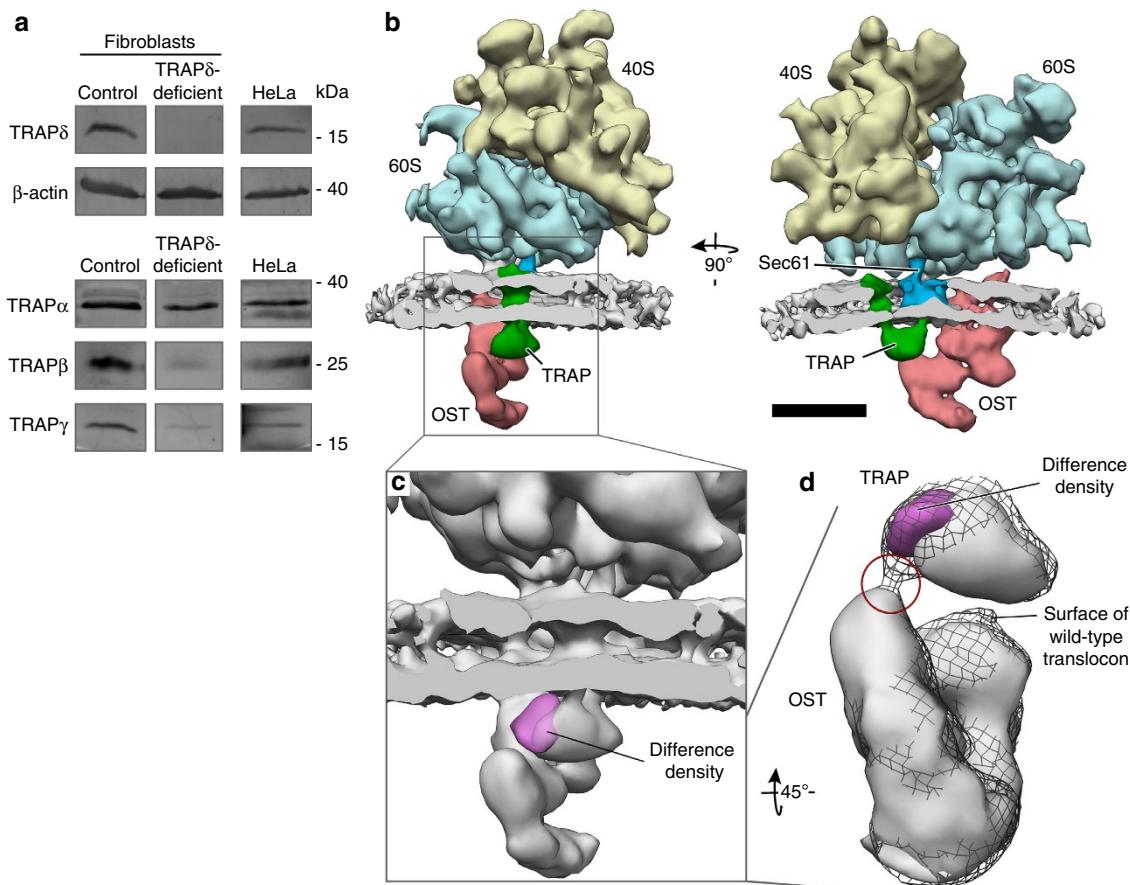 a
Fibroblasts
Control
TRAPδ-
deficient
HeLa
kDa
TRAPδ
- 15
β-actin
- 40
Control
TRAPδ-
deficient
HeLa
- 40
TRAPα
TRAPβ
- 25
TRAPγ
- 15
b
40S
60S
TRAP
OST
90°
40S
60S
Sec61
TRAP
OST
c
Difference
density
45°
d
TRAP
Difference
density
Surface of
wild-type
translocon
OST